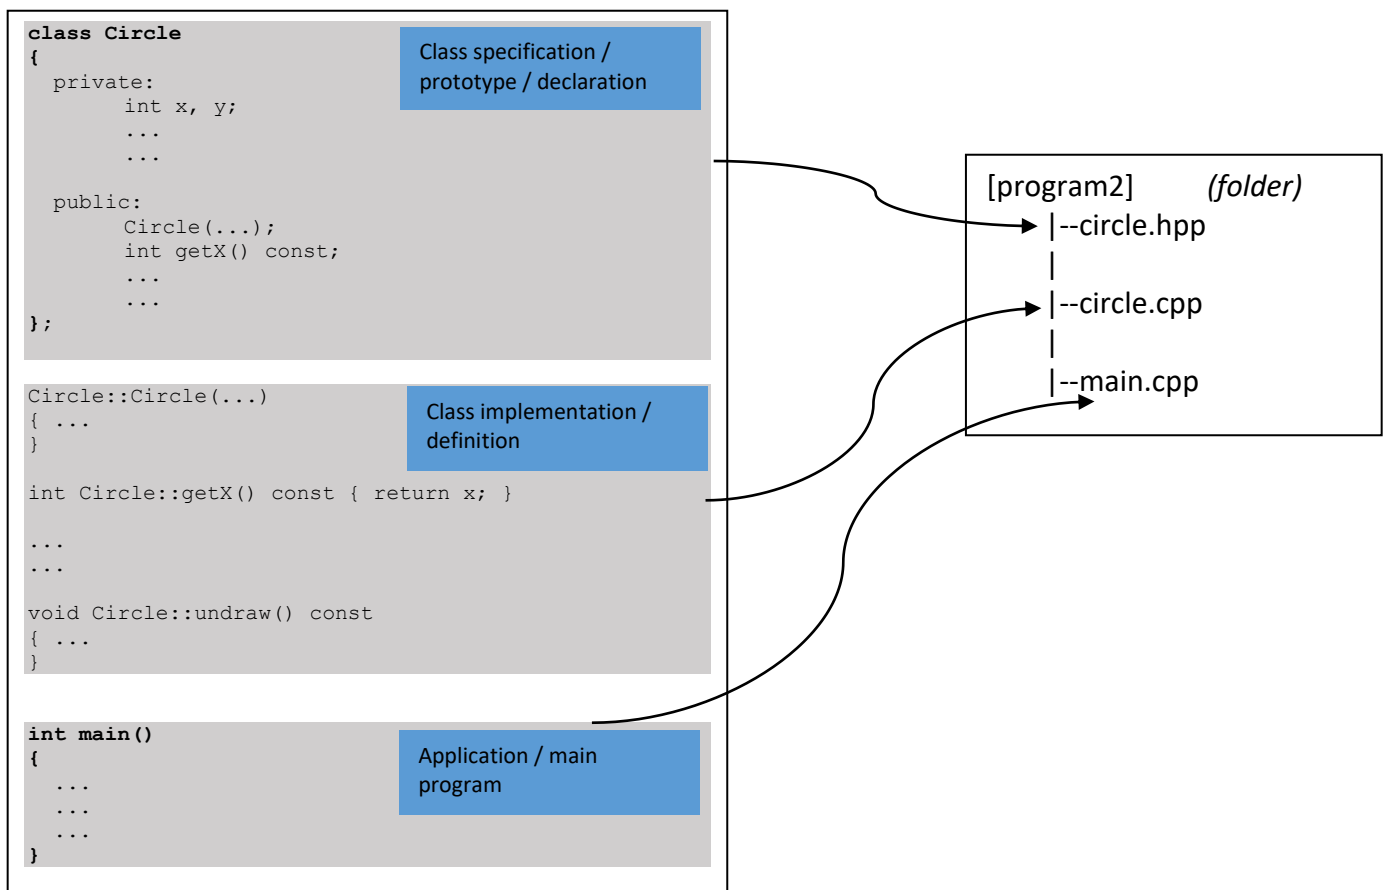 class Circle
{
private:
int x, y;
...
...
public:
Circle(...);
int getX() const;
...
...
};
Class specification /
prototype / declaration
Circle::Circle(...)
{ ...
}
int Circle::getX() const { return x; }
...
...
void Circle::undraw() const
{ ...
}
Class implementation /
definition
int main()
{
...
...
...
}
Application / main
program
[program2] (folder)
|--circle.hpp
|
|--circle.cpp
|
|--main.cpp